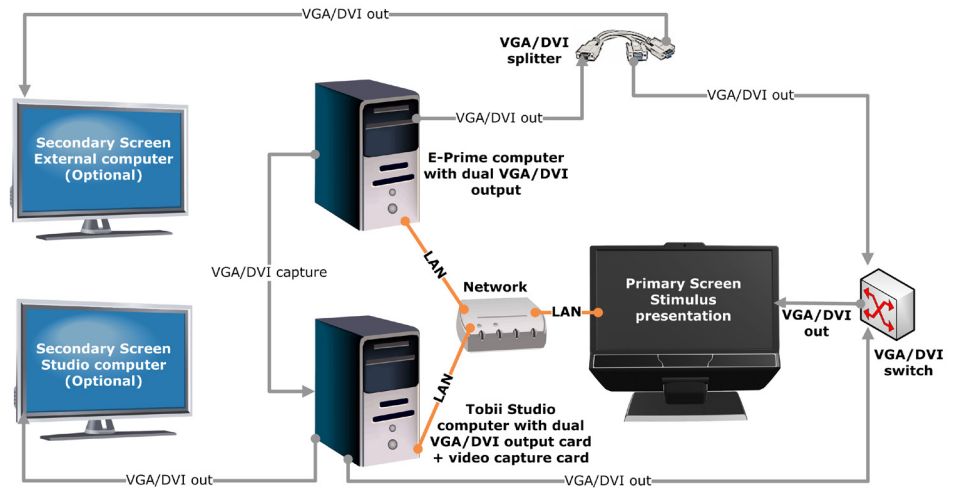 VGA/DVI out
VGA/DVI
splitter
VGA/DVI out
VGA/DVI out
Secondary Screen
External computer
(Optional)
E-Prime computer
with dual VGA/DVI
output
LAN
VGA/DVI capture
Network
LAN
Primary Screen
Stimulus
presentation
VGA/DVI
out
VGA/DVI
switch
Secondary Screen
Studio computer
(Optional)
LAN
Tobii Studio
computer with dual
VGA/DVI output card
+ video capture card
VGA/DVI out
VGA/DVI out